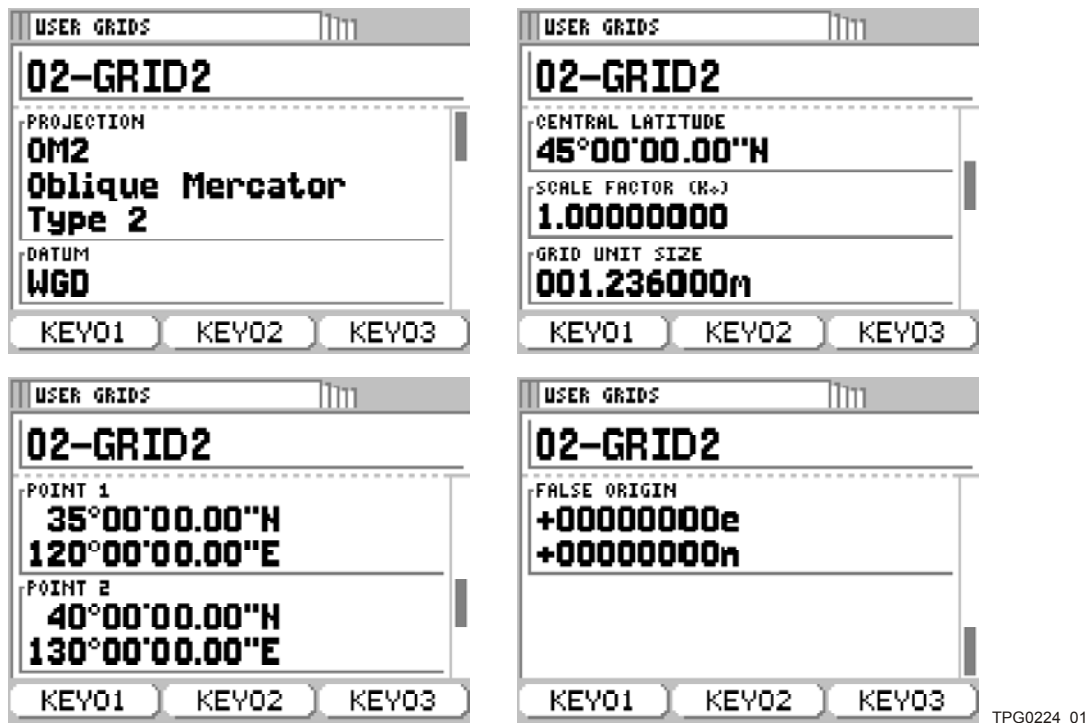 USER GRIDS
02-GRID2
PROJECTION
OM2
Oblique Mercator
Type 2
DATUM
WGD
KEY01 KEY02 KEY03
USER GRIDS
02-GRID2
CENTRAL LATITUDE
45°00'00.00"N
SCALE FACTOR (K₀)
1.00000000
GRID UNIT SIZE
001.236000m
KEY01 KEY02 KEY03
USER GRIDS
02-GRID2
POINT 1
35°00'00.00"N
120°00'00.00"E
POINT 2
40°00'00.00"N
130°00'00.00"E
KEY01 KEY02 KEY03
USER GRIDS
02-GRID2
FALSE ORIGIN
+00000000e
+00000000n
KEY01 KEY02 KEY03
TPG0224_01